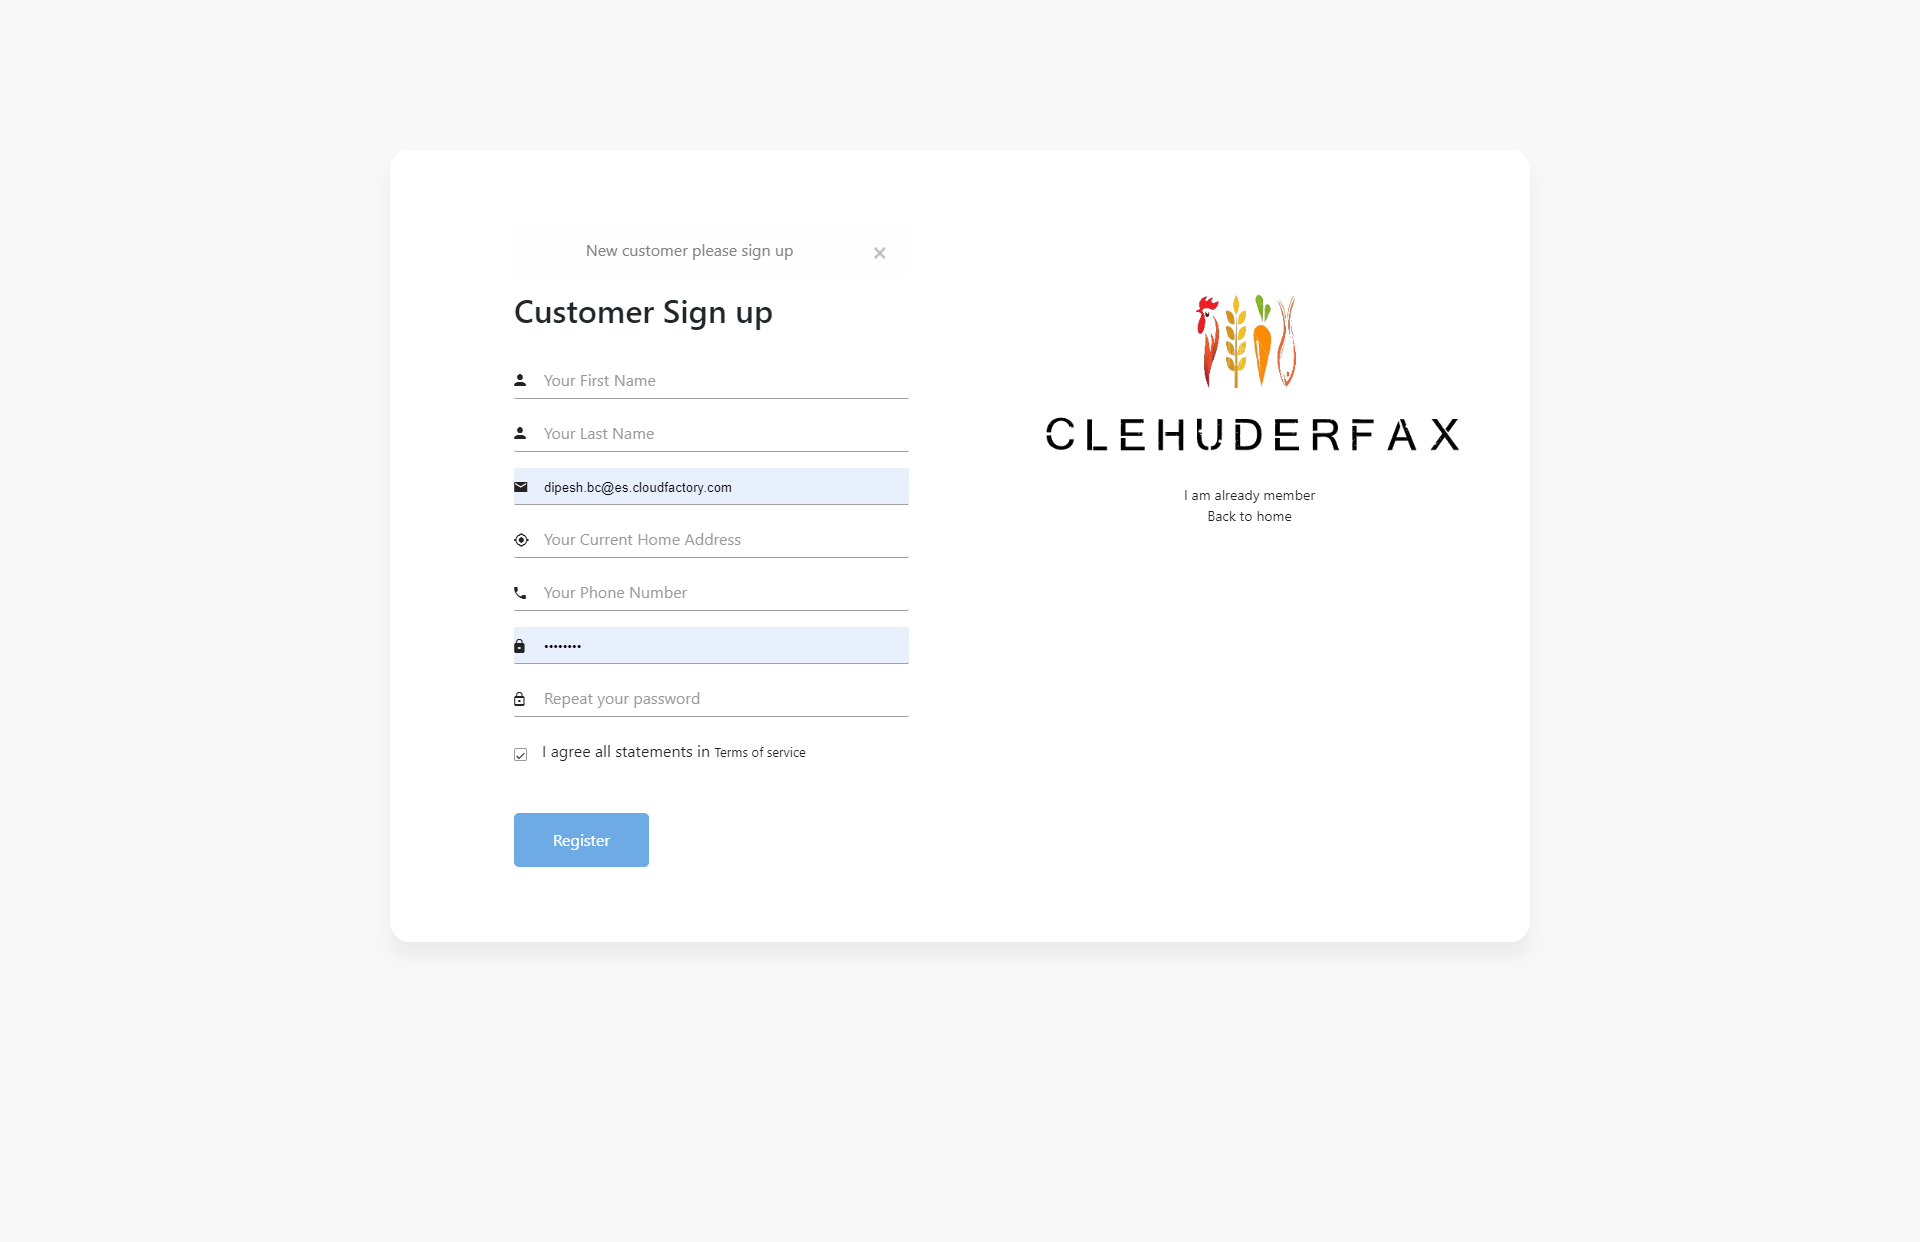 New customer please sign up ×
Customer Sign up
Your First Name
Your Last Name
dipesh.bc@es.cloudfactory.com
Your Current Home Address
Your Phone Number
••••••••
Repeat your password
I agree all statements in Terms of service
Register
CLEHUDERFAX
I am already member
Back to home